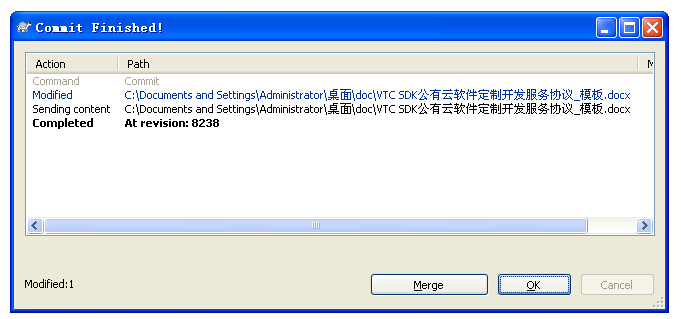 Commit Finished!
Action Path M
Command Commit
Modified C:\Documents and Settings\Administrator\桌面\doc\VTC SDK公有云软件定制开发服务协议_模板.docx
Sending content C:\Documents and Settings\Administrator\桌面\doc\VTC SDK公有云软件定制开发服务协议_模板.docx
Completed At revision: 8238
Modified:1 Merge OK Cancel